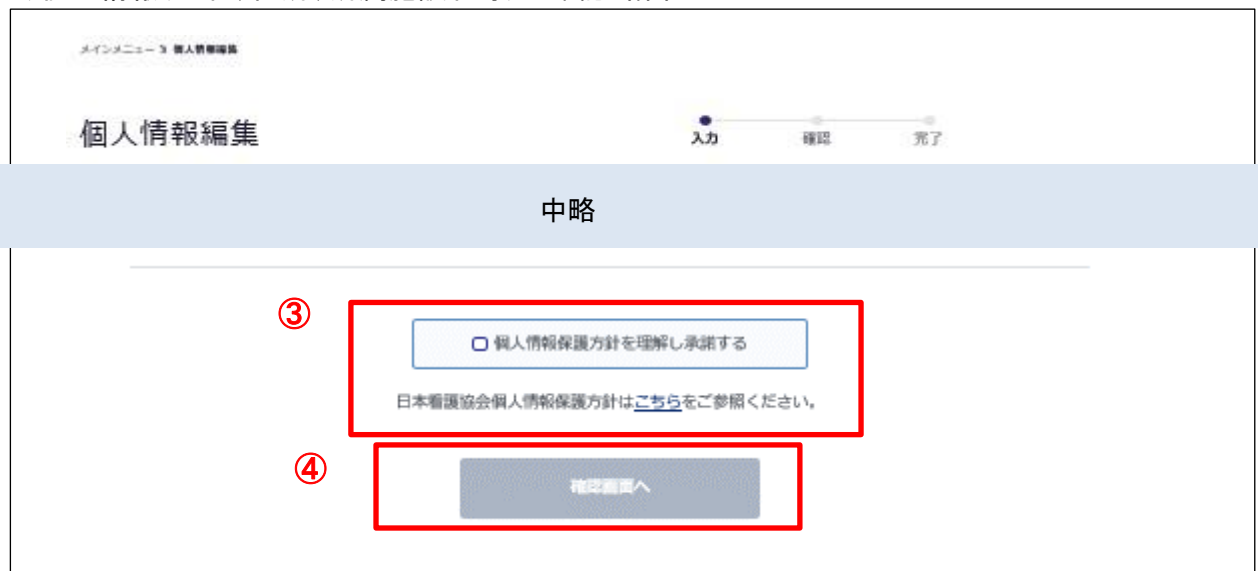 メインメニュー > 個人情報編集
個人情報編集
入力 確認 完了
中略
③
個人情報保護方針を理解し承諾する
日本看護協会個人情報保護方針はこちらをご参照ください。
④
確認画面へ